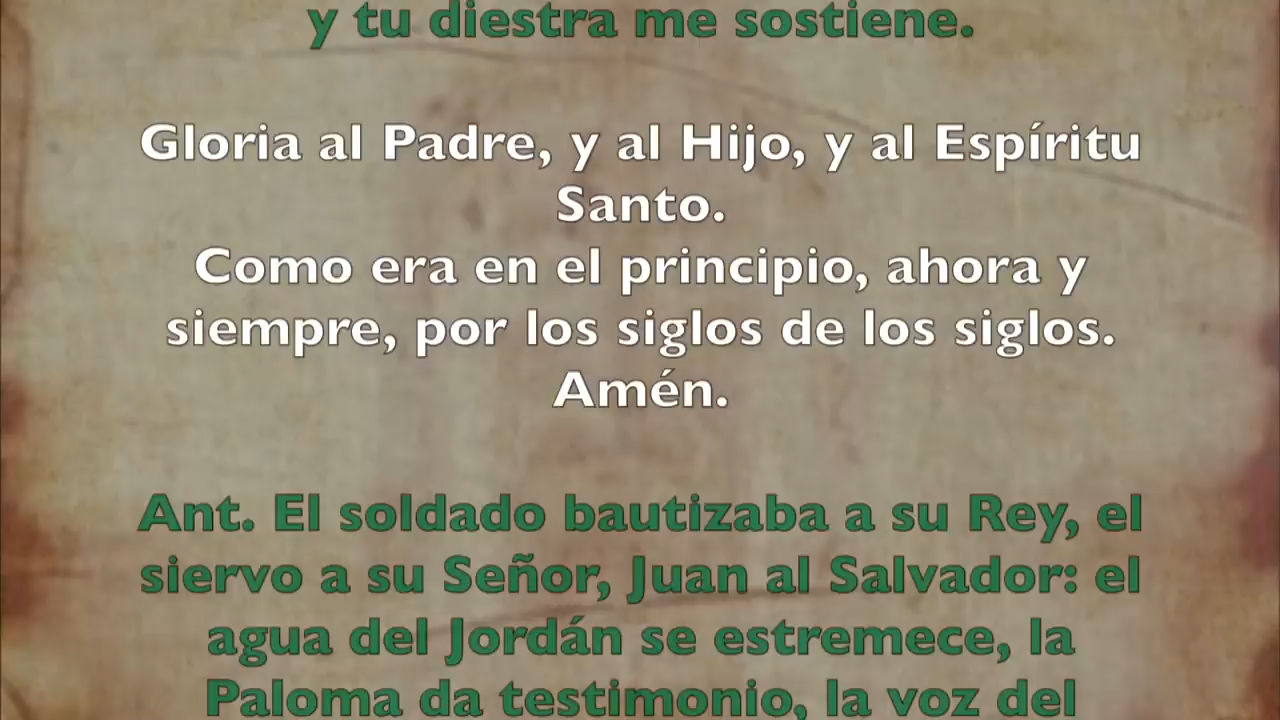 y tu diestra me sostiene.
Gloria al Padre, y al Hijo, y al Espíritu
Santo.
Como era en el principio, ahora y
siempre, por los siglos de los siglos.
Amén.
Ant. El soldado bautizaba a su Rey, el
siervo a su Señor, Juan al Salvador: el
agua del Jordán se estremece, la
Paloma da testimonio, la voz del